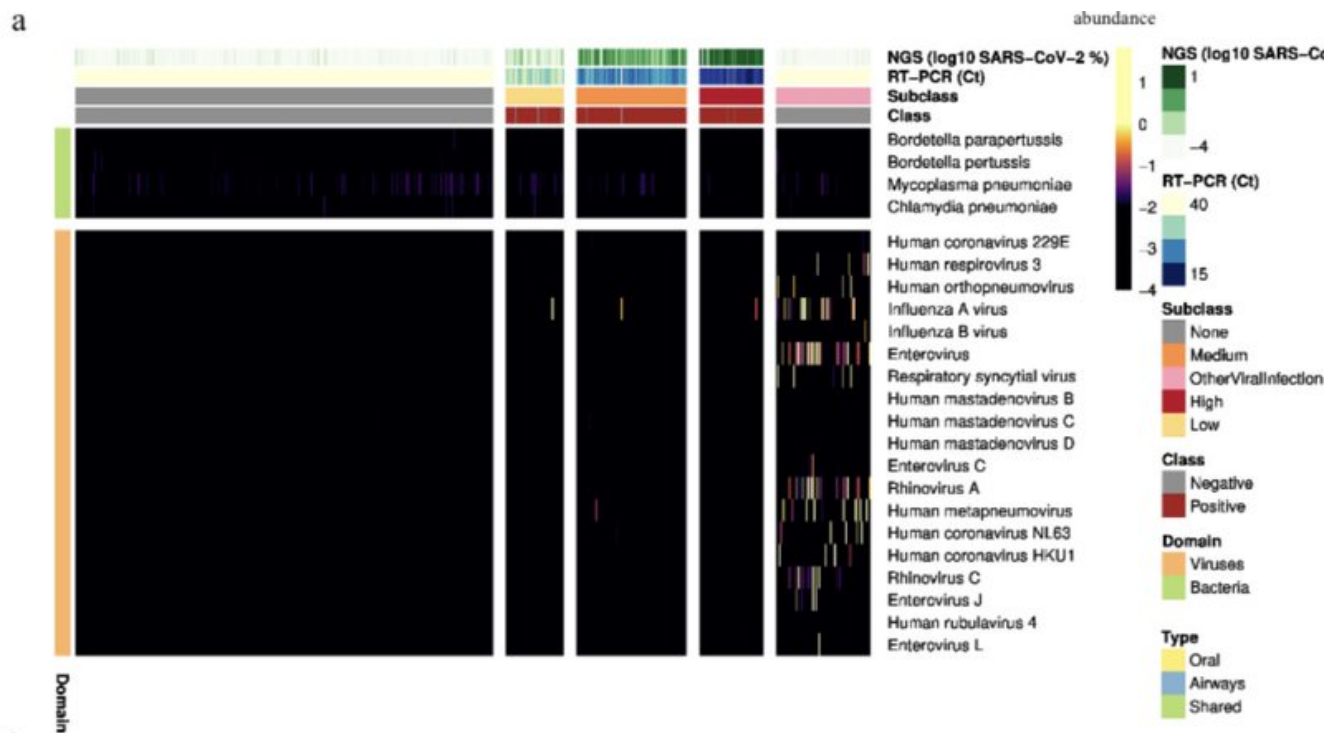 a
abundance
NGS (log10 SARS-CoV-2 %)
RT-PCR (Ct)
Subclass
Class
Bordetella parapertussis
Bordetella pertussis
Mycoplasma pneumoniae
Chlamydia pneumoniae
Human coronavirus 229E
Human respirovirus 3
Human orthopneumovirus
Influenza A virus
Influenza B virus
Enterovirus
Respiratory syncytial virus
Human mastadenovirus B
Human mastadenovirus C
Human mastadenovirus D
Enterovirus C
Rhinovirus A
Human metapneumovirus
Human coronavirus NL63
Human coronavirus HKU1
Rhinovirus C
Enterovirus J
Human rubulavirus 4
Enterovirus L
Domain
1
0
-1
-2
-3
-4
NGS (log10 SARS-Co
1
-4
RT-PCR (Ct)
40
15
Subclass
None
Medium
OtherViralInfection
High
Low
Class
Negative
Positive
Domain
Viruses
Bacteria
Type
Oral
Airways
Shared